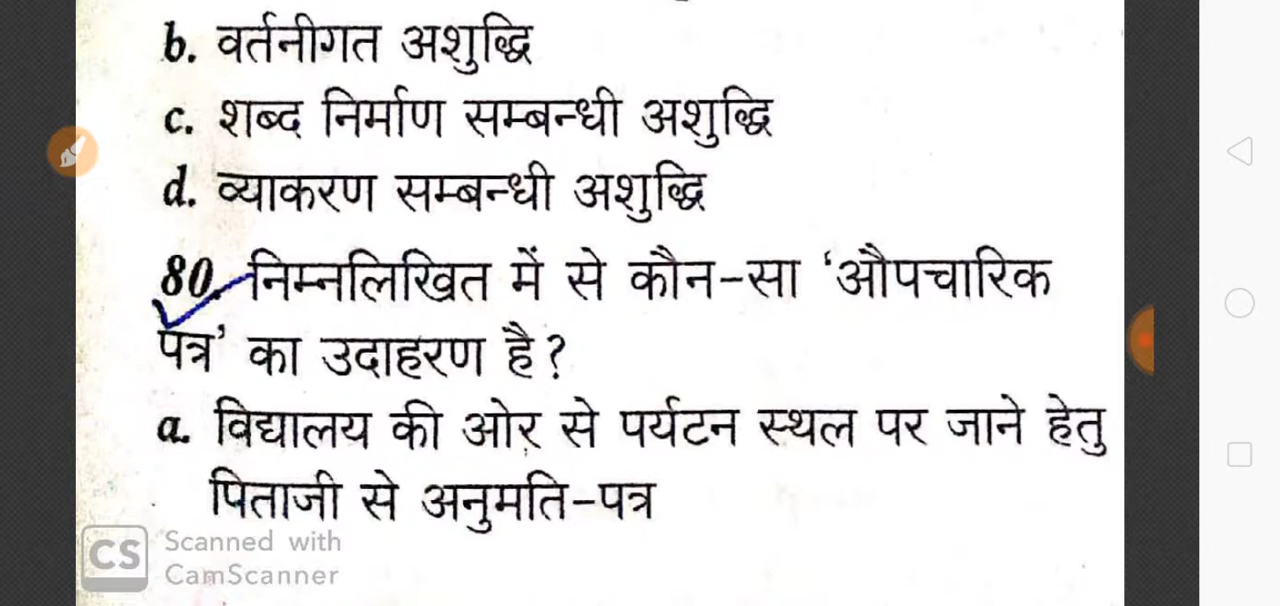 b. वर्तनीगत अशुद्धि
c. शब्द निर्माण सम्बन्धी अशुद्धि
d. व्याकरण सम्बन्धी अशुद्धि
80. निम्नलिखित में से कौन-सा ‘औपचारिक
पत्र’ का उदाहरण है?
a. विद्यालय की ओर से पर्यटन स्थल पर जाने हेतु
पिताजी से अनुमति-पत्र
CS Scanned with
CamScanner